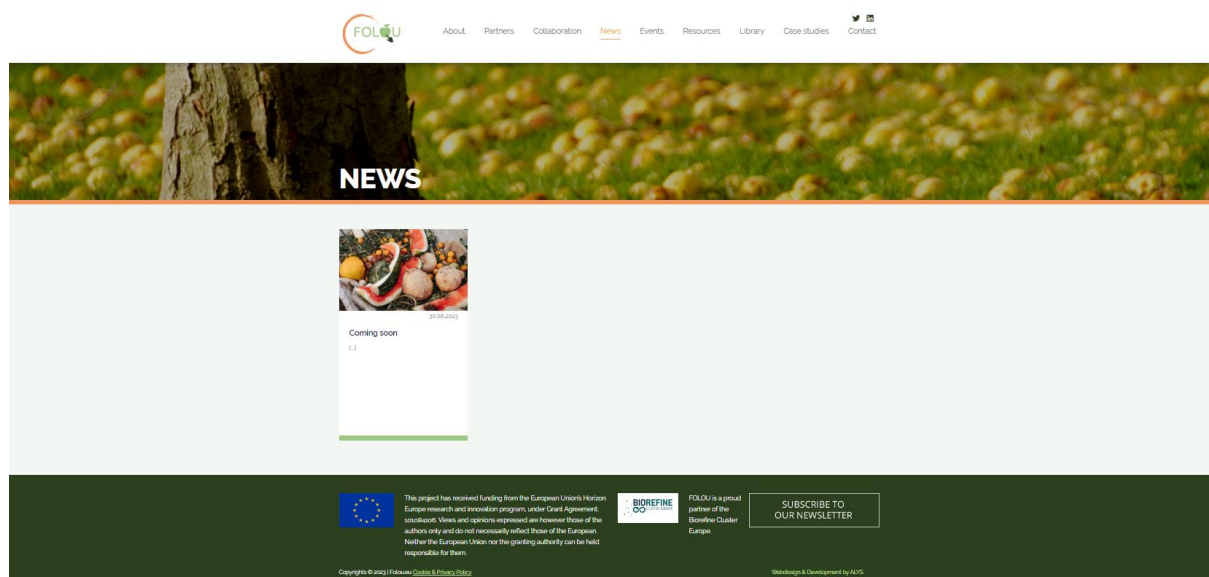 FOLOU
About Partners Collaboration News Events Resources Library Case studies Contact
NEWS
30.06.2023
Coming soon
[...]
This project has received funding from the European Union's Horizon
Europe research and innovation program, under Grant Agreement:
101084106. Views and opinions expressed are however those of the
authors only and do not necessarily reflect those of the European.
Neither the European Union nor the granting authority can be held
responsible for them.
BIOREFINE
CLUSTER EUROPE
FOLOU is a proud
partner of the
Biorefine Cluster
Europe.
SUBSCRIBE TO
OUR NEWSLETTER
Copyrights © 2023 | Folou.eu Cookie & Privacy Policy
Webdesign & Development by ALYS